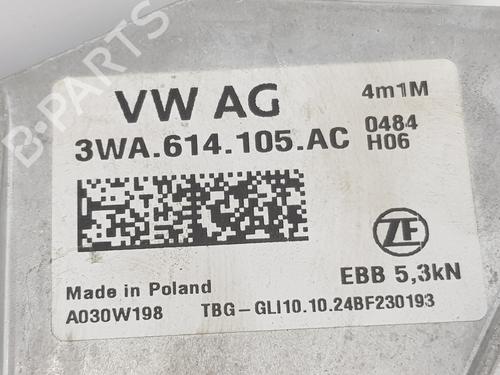 B-PARTS
VW AG
4m1M
3WA.614.105.AC
0484
H06
ZF
EBB 5,3kN
Made in Poland
A030W198
TBG-GLI10.10.24BF230193